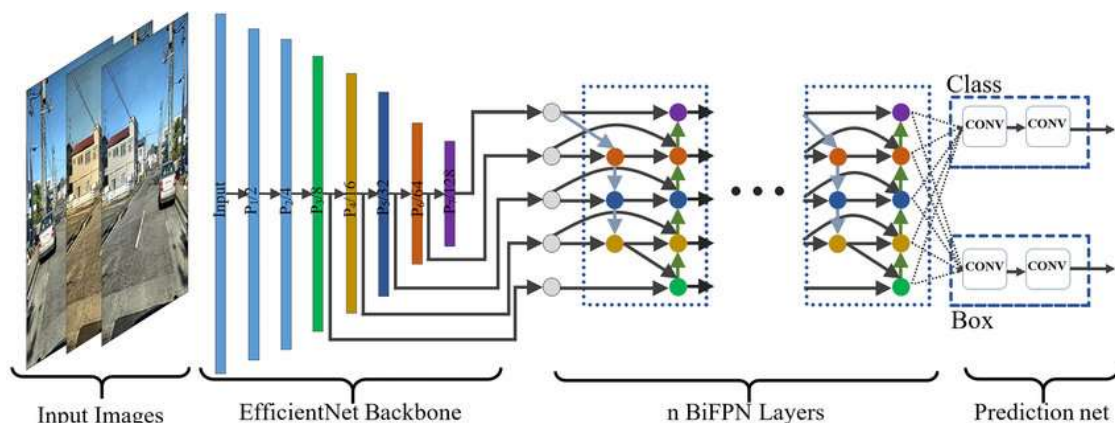 Input
P1/2
P2/4
P3/8
P4/16
P5/32
P6/64
P7/128
Class
CONV
CONV
CONV
CONV
Box
Input Images
EfficientNet Backbone
n BiFPN Layers
Prediction net